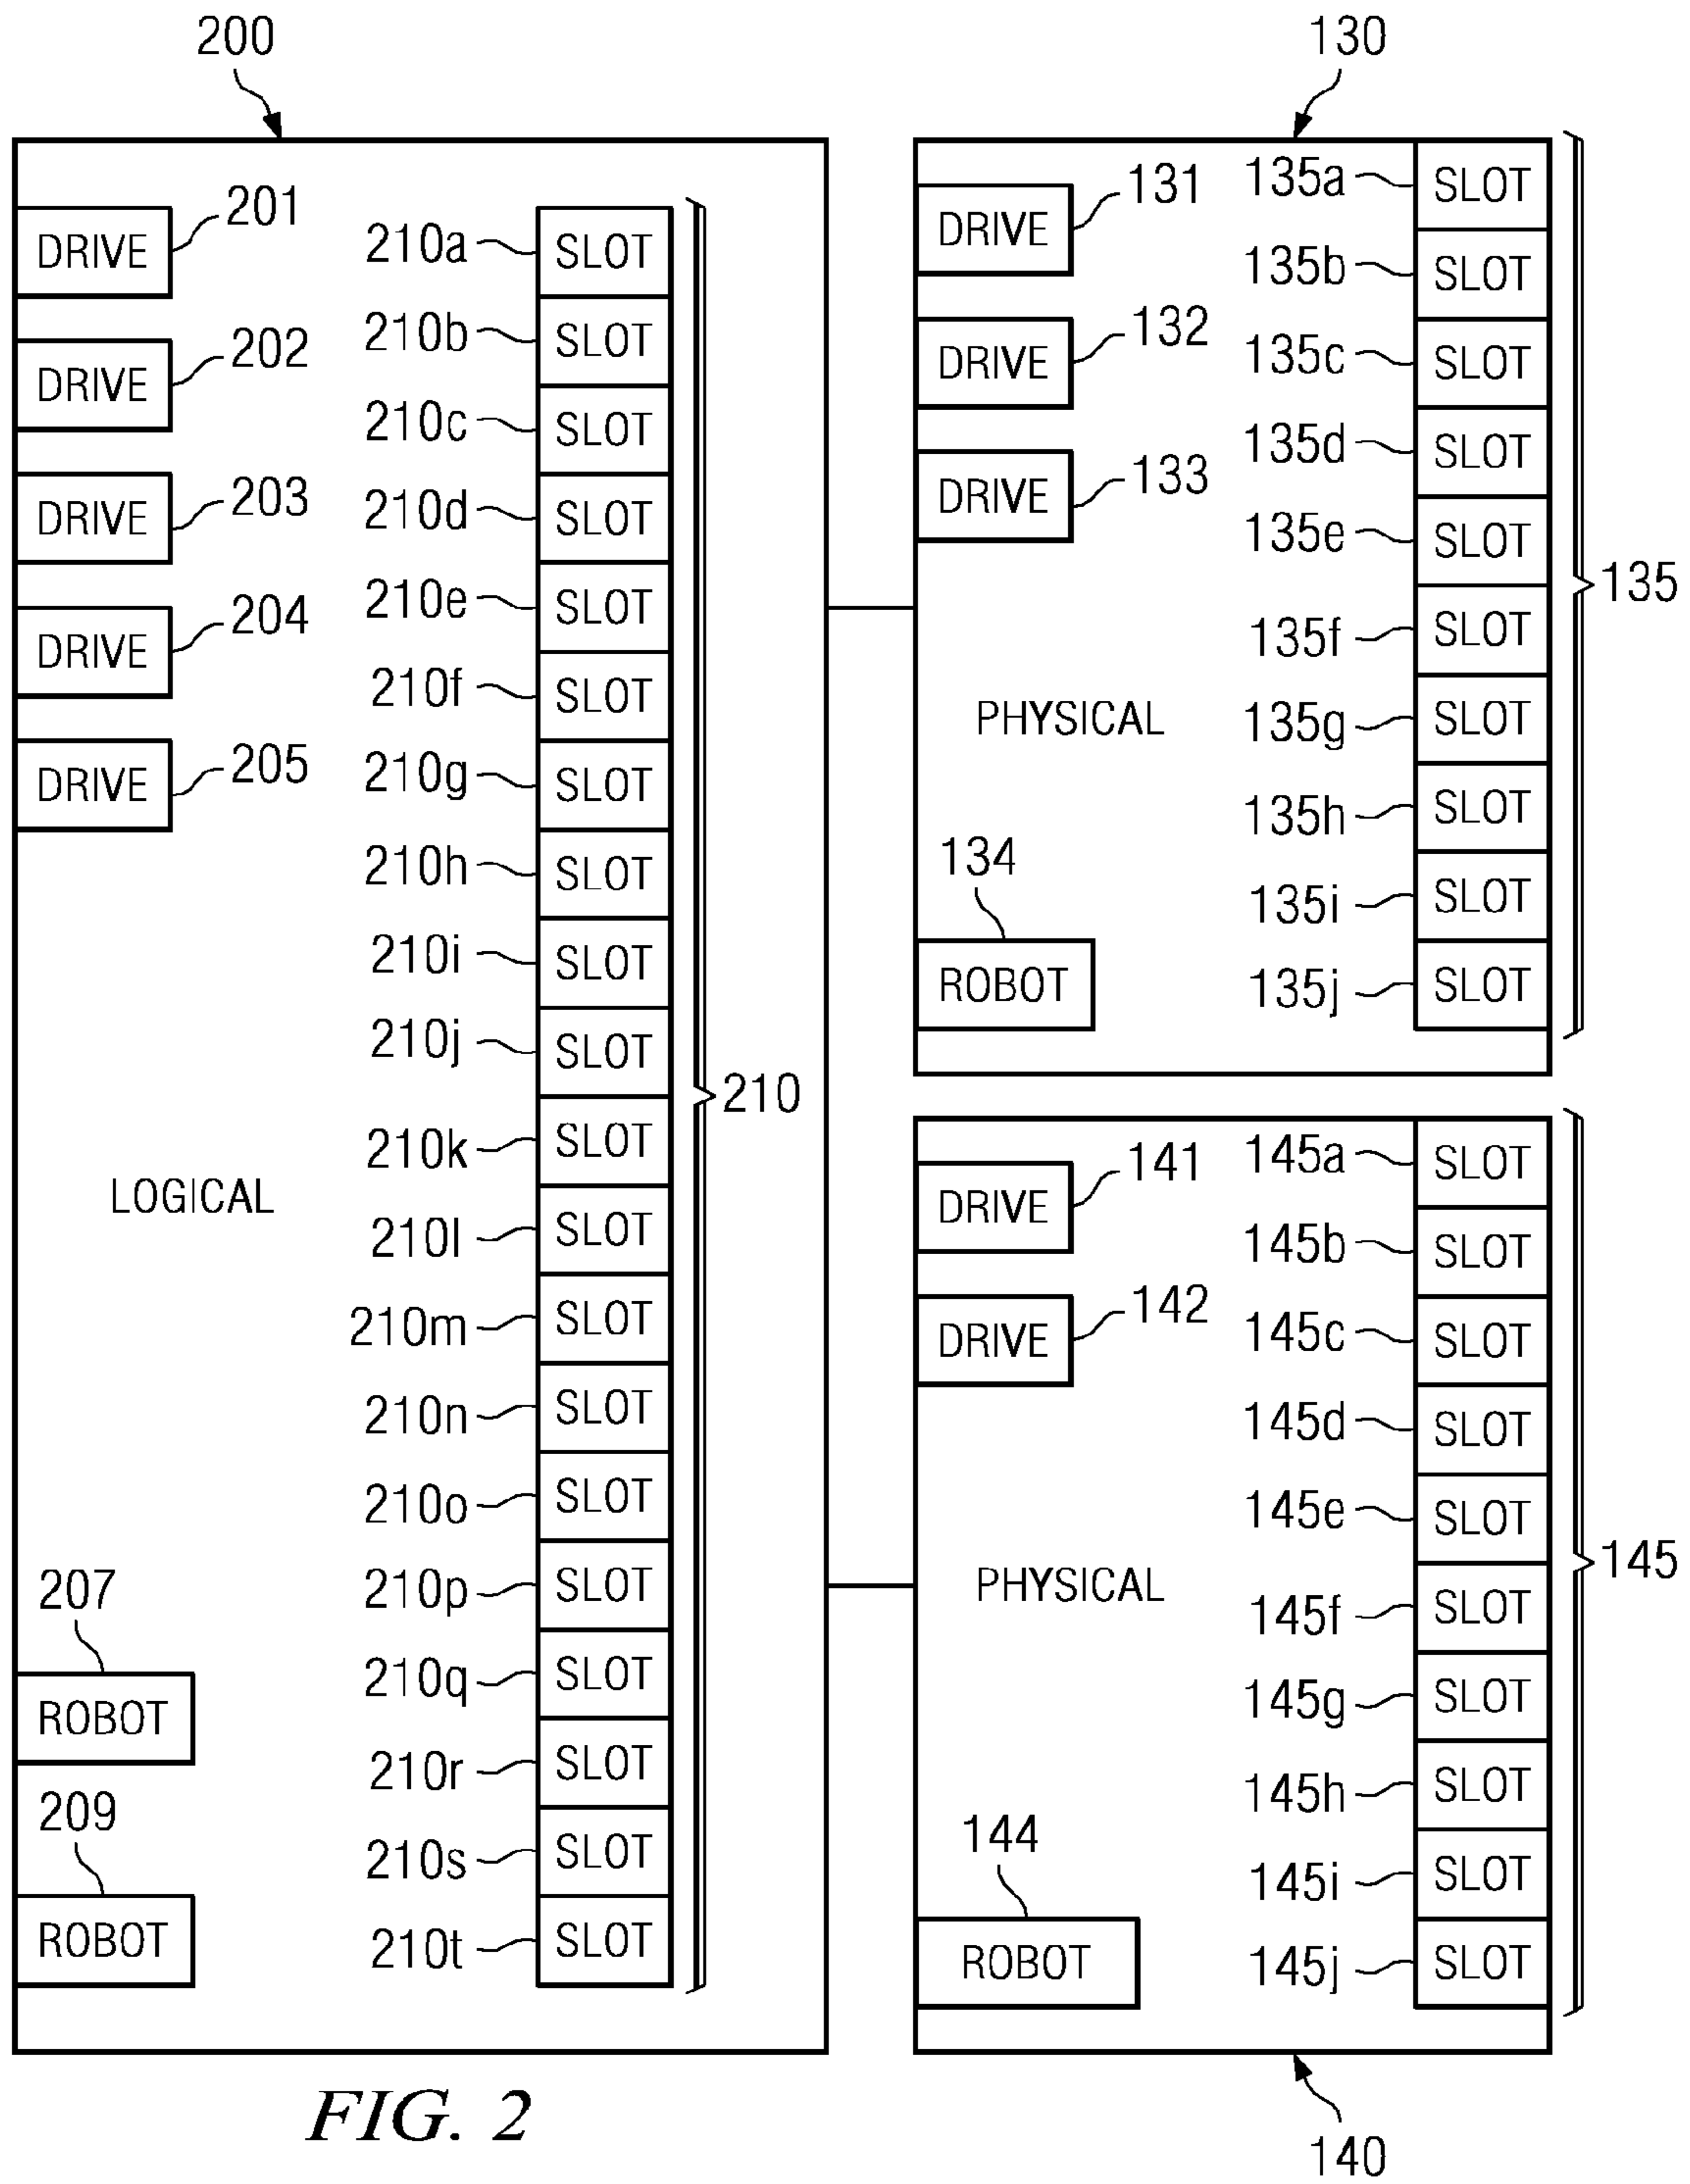 200
DRIVE 201
DRIVE 202
DRIVE 203
DRIVE 204
DRIVE 205
LOGICAL
207
ROBOT
209
ROBOT
210a SLOT
210b SLOT
210c SLOT
210d SLOT
210e SLOT
210f SLOT
210g SLOT
210h SLOT
210i SLOT
210j SLOT
210k SLOT
210l SLOT
210m SLOT
210n SLOT
210o SLOT
210p SLOT
210q SLOT
210r SLOT
210s SLOT
210t SLOT
210
130
DRIVE 131
DRIVE 132
DRIVE 133
PHYSICAL
134
ROBOT
135a SLOT
135b SLOT
135c SLOT
135d SLOT
135e SLOT
135f SLOT
135g SLOT
135h SLOT
135i SLOT
135j SLOT
135
DRIVE 141
DRIVE 142
PHYSICAL
144
ROBOT
145a SLOT
145b SLOT
145c SLOT
145d SLOT
145e SLOT
145f SLOT
145g SLOT
145h SLOT
145i SLOT
145j SLOT
145
140
FIG. 2